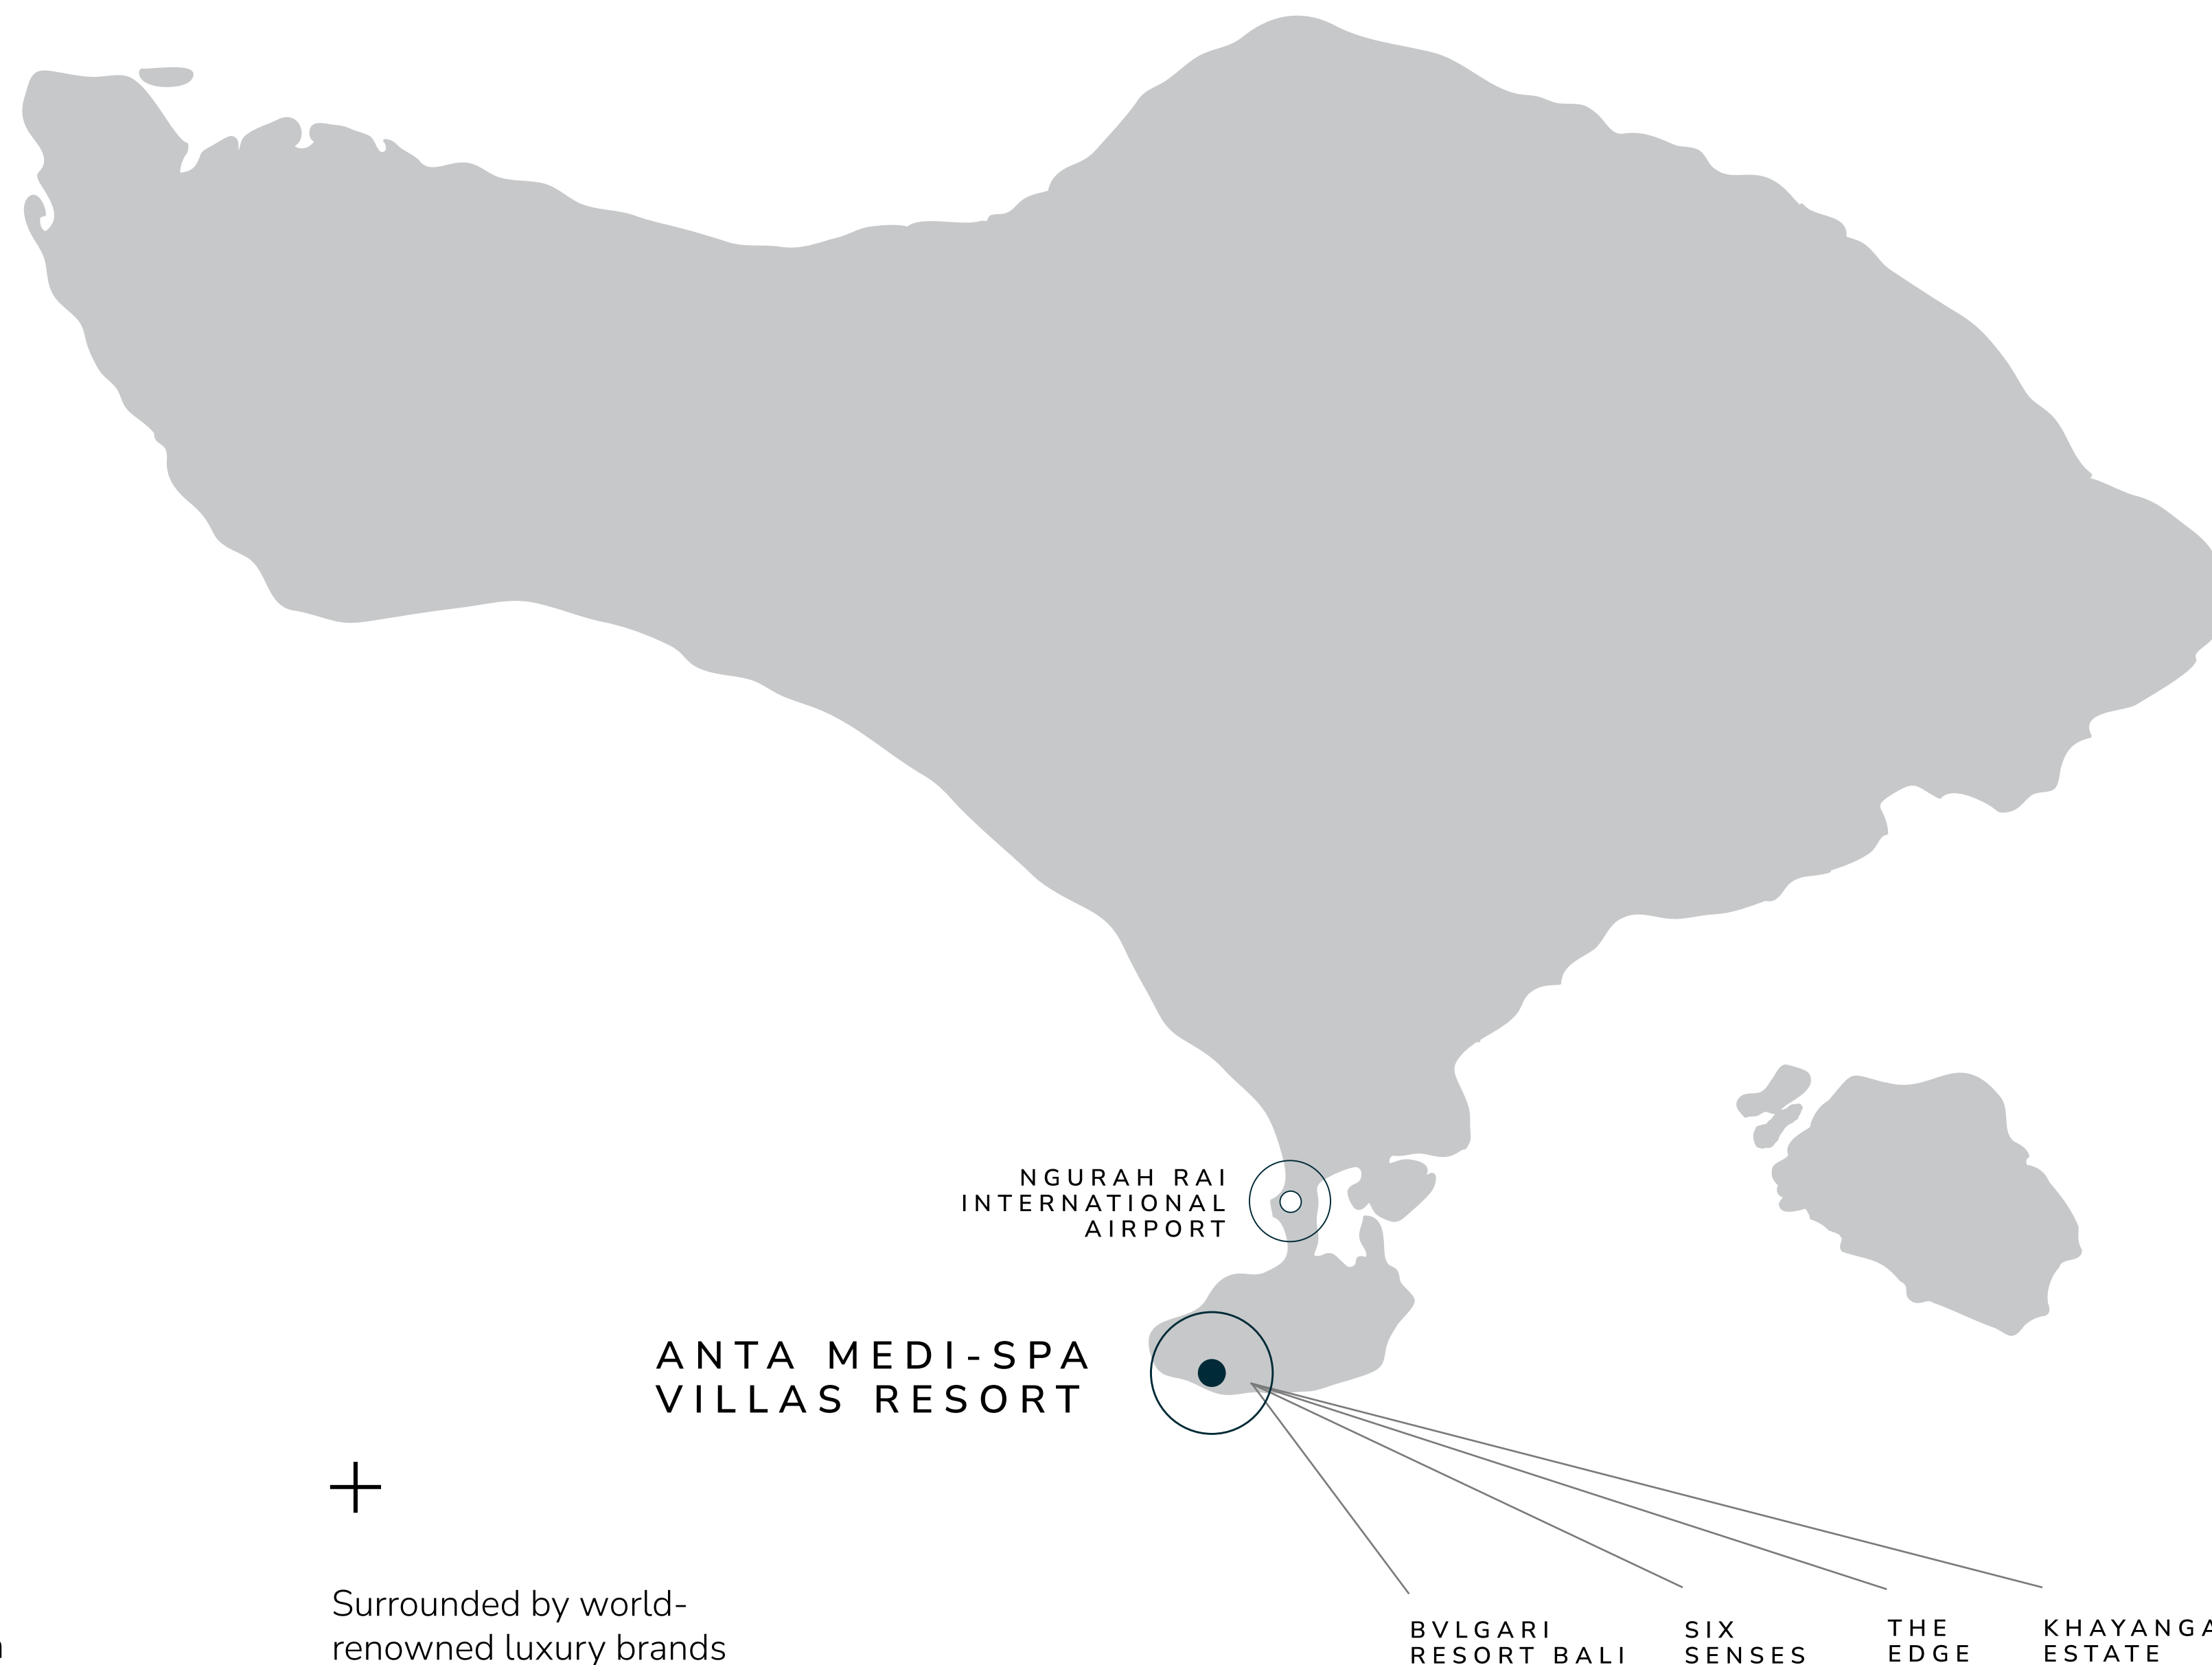 NGURAH RAI
INTERNATIONAL
AIRPORT
ANTA MEDI-SPA
VILLAS RESORT
Surrounded by world-
renowned luxury brands
BVLGARI
RESORT BALI
SIX
SENSES
THE
EDGE
KHAYANGA
ESTATE